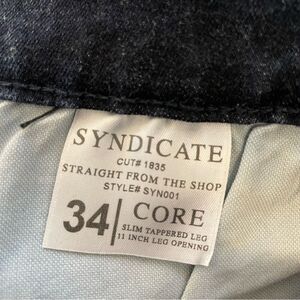 SYNDICATE
CUT# 1835
STRAIGHT FROM THE SHOP
STYLE# SYN001
34 CORE
SLIM TAPPERED LEG
11 INCH LEG OPENING